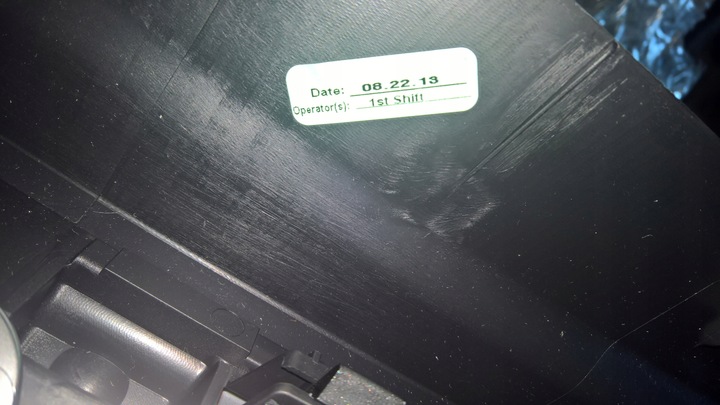 Date: 08.22.13
Operator(s): 1st Shift